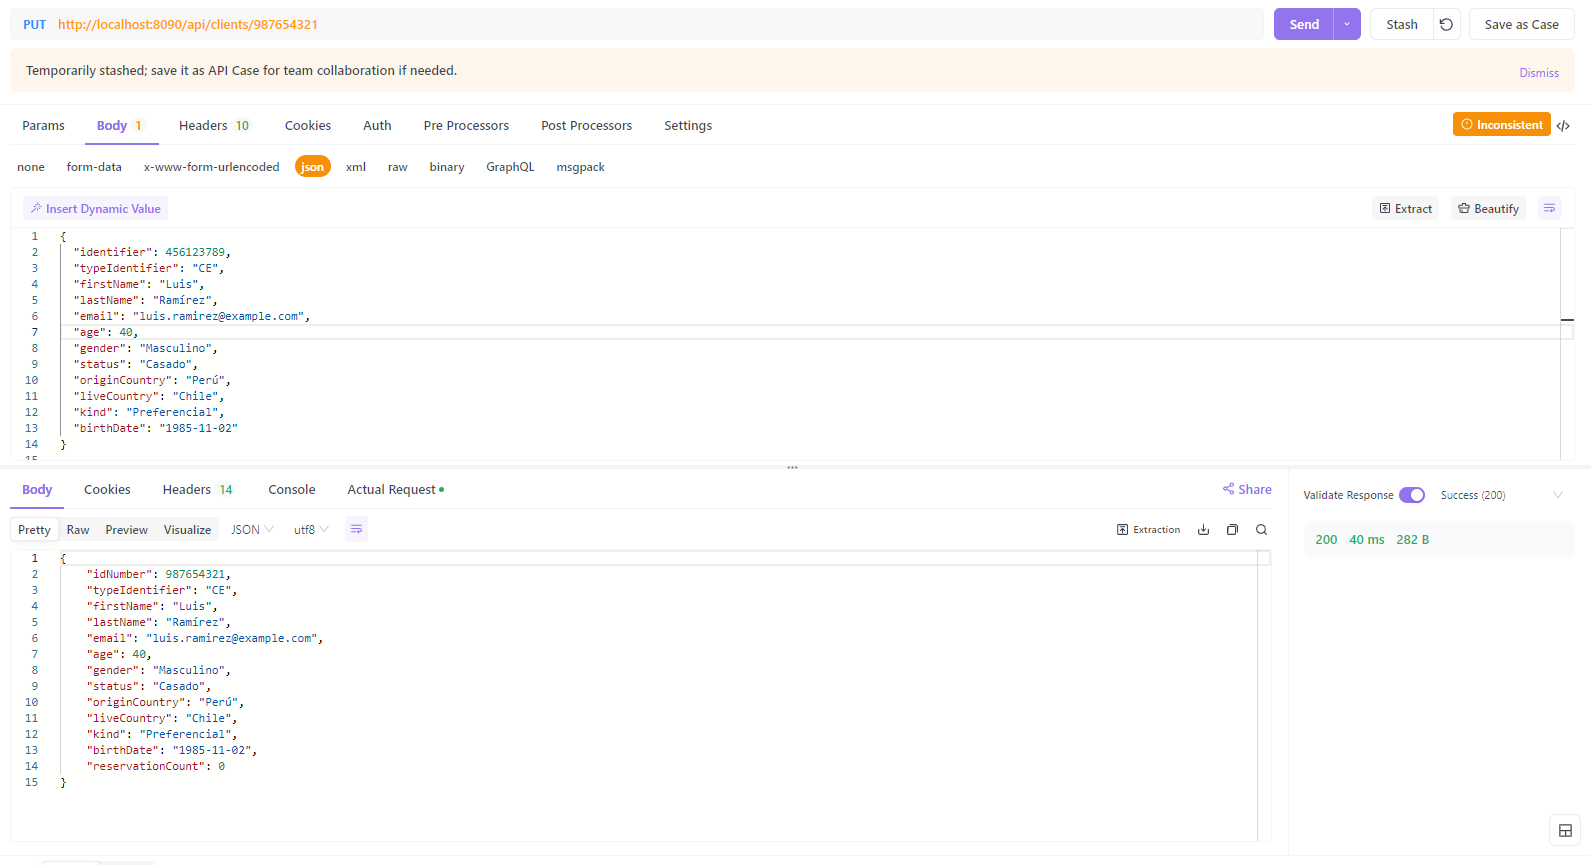 PUT http://localhost:8090/api/clients/987654321 Send Stash Save as Case
Temporarily stashed; save it as API Case for team collaboration if needed. Dismiss
Params Body 1 Headers 10 Cookies Auth Pre Processors Post Processors Settings Inconsistent </>
none form-data x-www-form-urlencoded json xml raw binary GraphQL msgpack
Insert Dynamic Value Extract Beautify
1 {
2 "identifier": 456123789,
3 "typeIdentifier": "CE",
4 "firstName": "Luis",
5 "lastName": "Ramírez",
6 "email": "luis.ramirez@example.com",
7 "age": 40,
8 "gender": "Masculino",
9 "status": "Casado",
10 "originCountry": "Perú",
11 "liveCountry": "Chile",
12 "kind": "Preferencial",
13 "birthDate": "1985-11-02"
14 }
15
Body Cookies Headers 14 Console Actual Request Share Validate Response Success (200)
Pretty Raw Preview Visualize JSON utf8 Extraction
200 40 ms 282 B
1 {
2 "idNumber": 987654321,
3 "typeIdentifier": "CE",
4 "firstName": "Luis",
5 "lastName": "Ramírez",
6 "email": "luis.ramirez@example.com",
7 "age": 40,
8 "gender": "Masculino",
9 "status": "Casado",
10 "originCountry": "Perú",
11 "liveCountry": "Chile",
12 "kind": "Preferencial",
13 "birthDate": "1985-11-02",
14 "reservationCount": 0
15 }